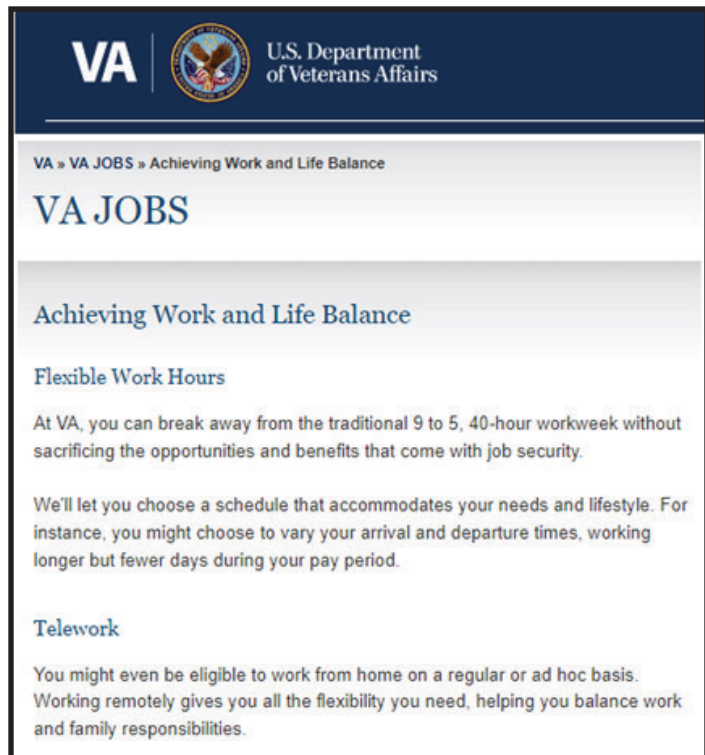 VA
U.S. Department
of Veterans Affairs
VA » VA JOBS » Achieving Work and Life Balance
VA JOBS
Achieving Work and Life Balance
Flexible Work Hours
At VA, you can break away from the traditional 9 to 5, 40-hour workweek without
sacrificing the opportunities and benefits that come with job security.
We'll let you choose a schedule that accommodates your needs and lifestyle. For
instance, you might choose to vary your arrival and departure times, working
longer but fewer days during your pay period.
Telework
You might even be eligible to work from home on a regular or ad hoc basis.
Working remotely gives you all the flexibility you need, helping you balance work
and family responsibilities.